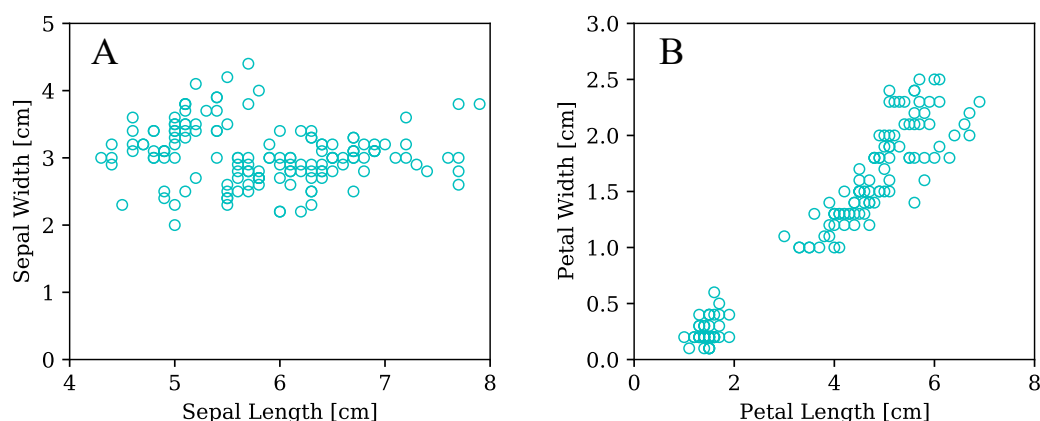 A
Sepal Width [cm]
5
4
3
2
1
0
4 5 6 7 8
Sepal Length [cm]
B
Petal Width [cm]
3.0
2.5
2.0
1.5
1.0
0.5
0.0
0 2 4 6 8
Petal Length [cm]